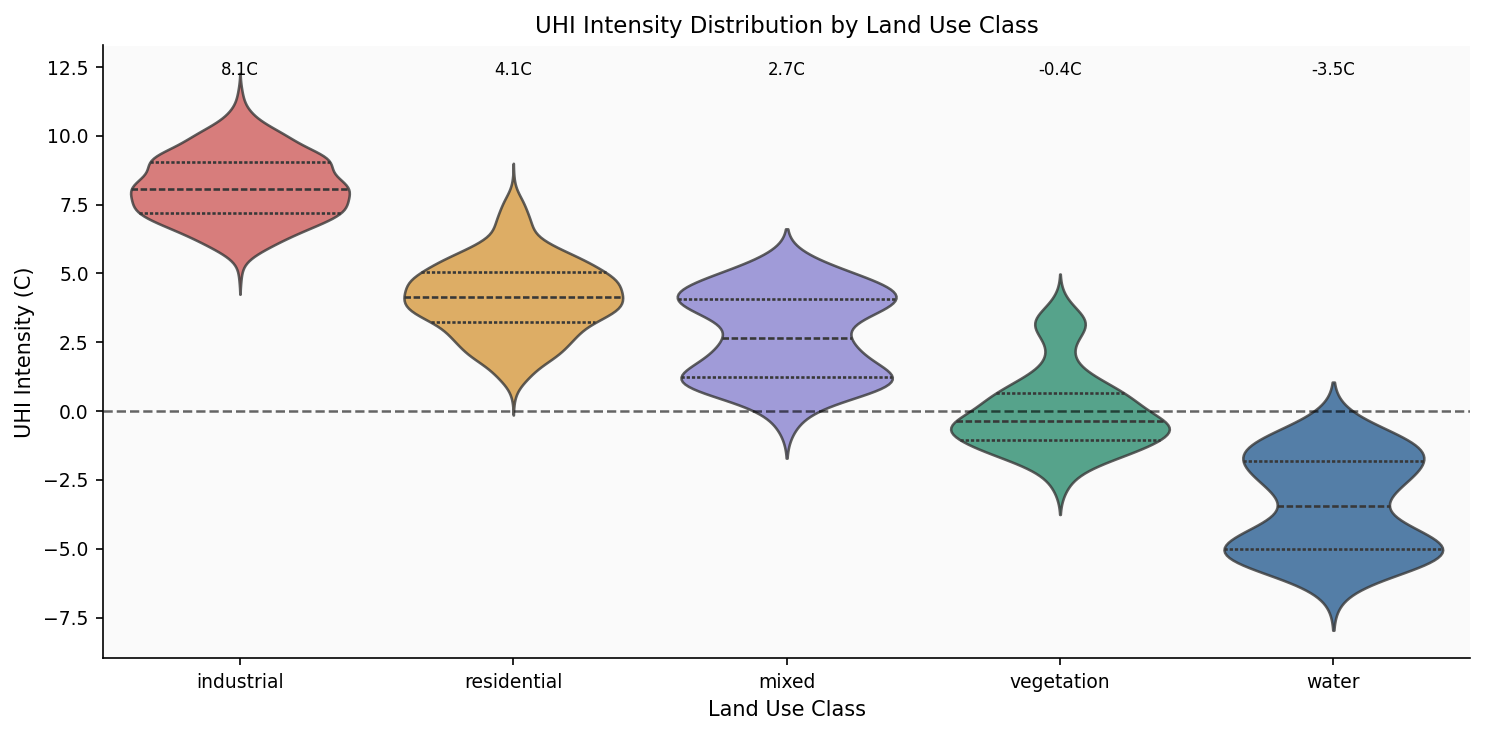 UHI Intensity Distribution by Land Use Class
8.1C 4.1C 2.7C -0.4C -3.5C
12.5
10.0
7.5
5.0
2.5
0.0
−2.5
−5.0
−7.5
UHI Intensity (C)
industrial residential mixed vegetation water
Land Use Class